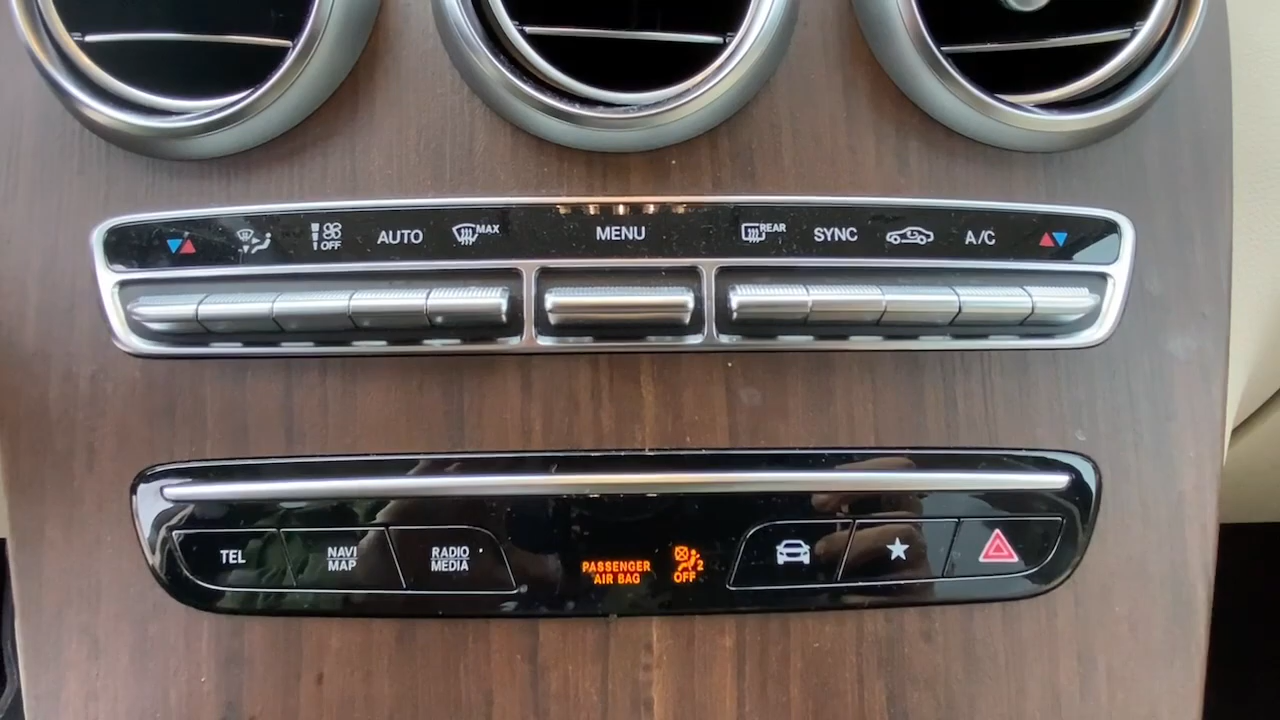 OFF
AUTO
MAX
MENU
REAR
SYNC
A/C
TEL
NAVI
MAP
RADIO
MEDIA
PASSENGER
AIR BAG
2
OFF